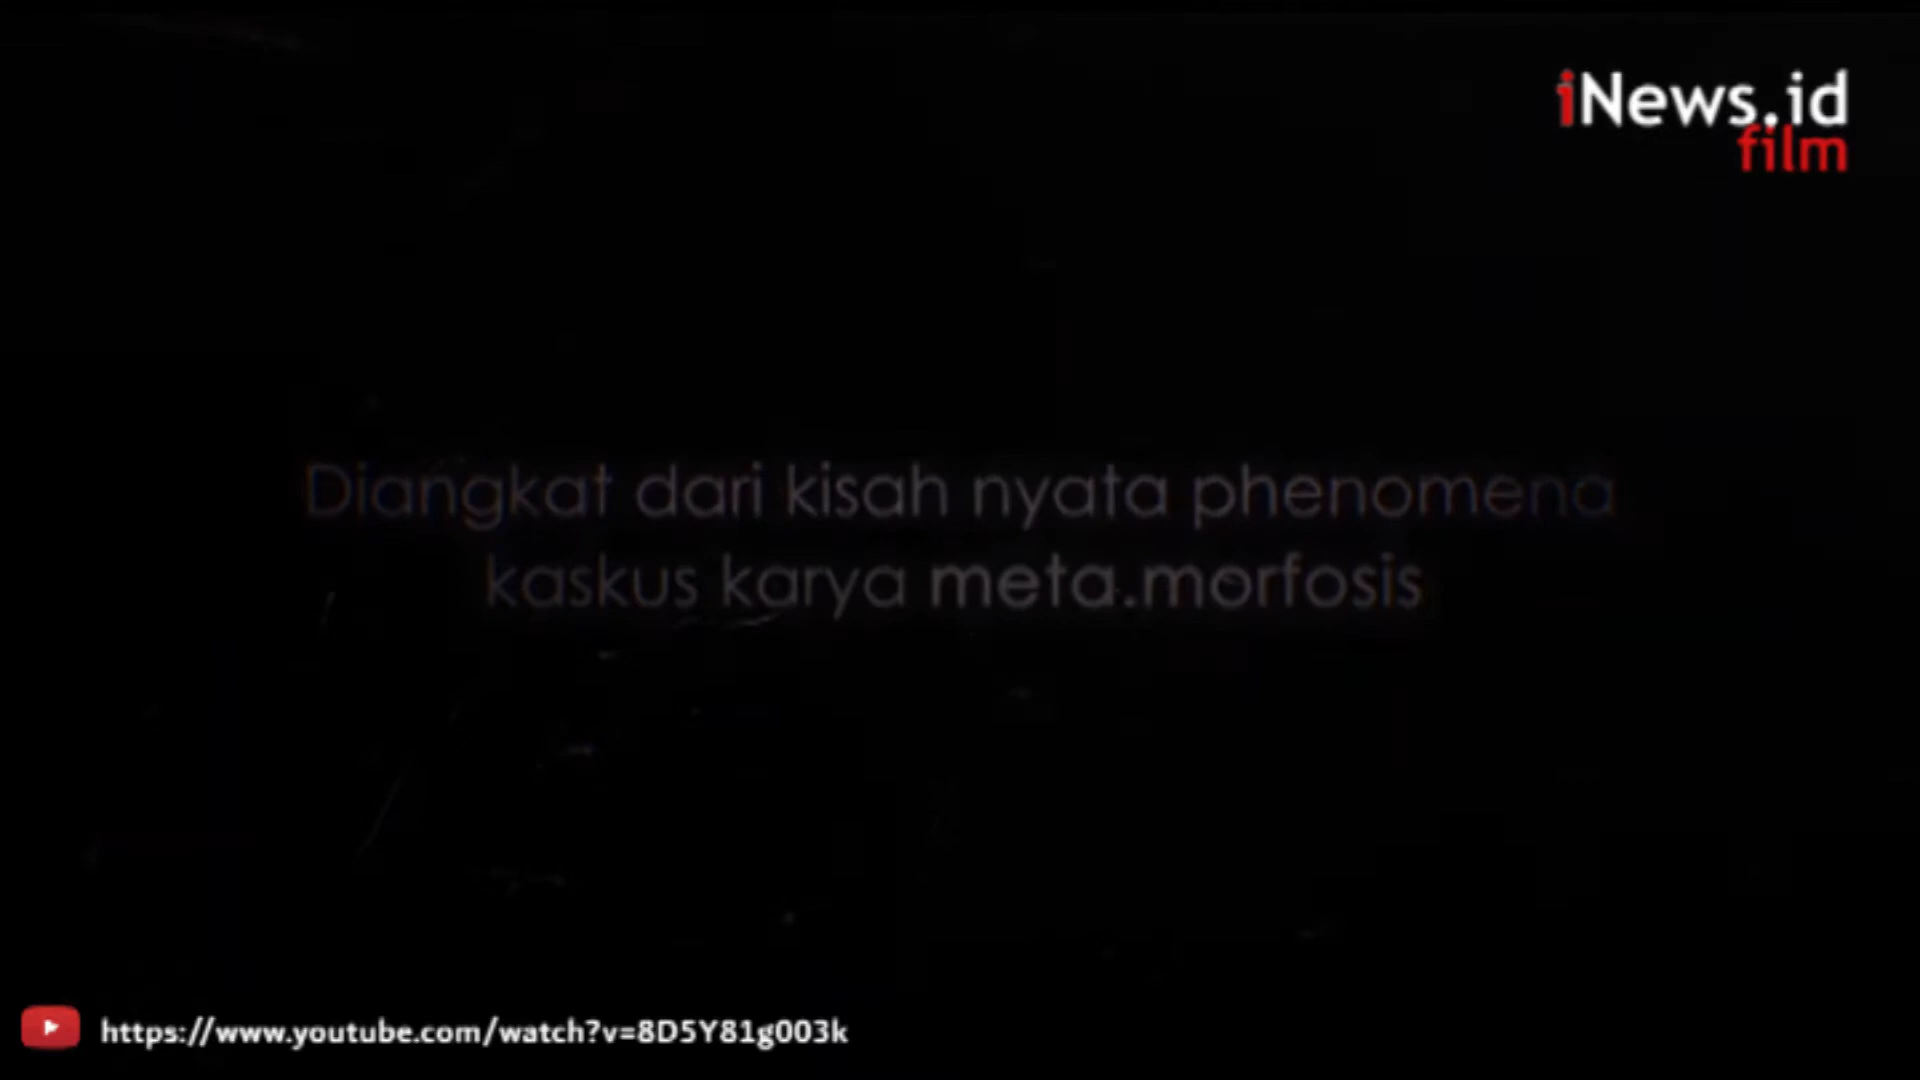 iNews.id
film
Diangkat dari kisah nyata phenomena
kaskus karya meta.morfosis
https://www.youtube.com/watch?v=8D5Y81g003k